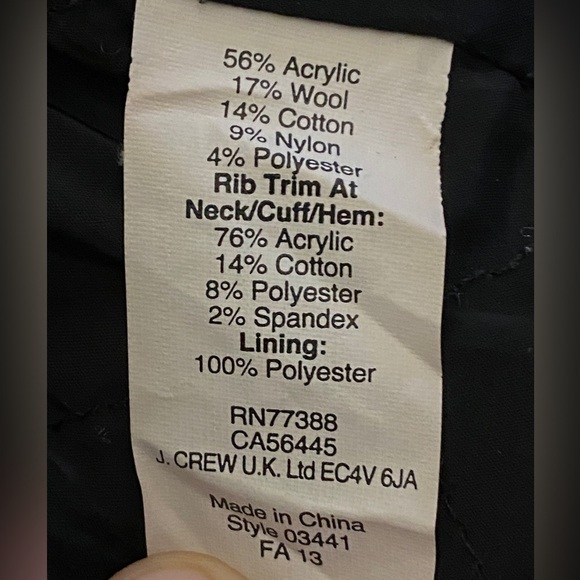 56% Acrylic
17% Wool
14% Cotton
9% Nylon
4% Polyester
Rib Trim At
Neck/Cuff/Hem:
76% Acrylic
14% Cotton
8% Polyester
2% Spandex
Lining:
100% Polyester
RN77388
CA56445
J. CREW U.K. Ltd EC4V 6JA
Made in China
Style 03441
FA 13